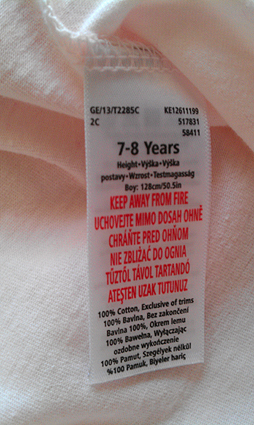 GE/13/T22BSC KE12611199
2C 517831
58411
7-8 Years
Height•Výška•Výška
postavy•Wzrost•Testmagasság
Boy: 128cm/50.5in
KEEP AWAY FROM FIRE
UCHOVEJTE MIMO DOSAH OHNĚ
CHRÁŇTE PRED OHŇOM
NIE ZBLIŻAĆ DO OGNIA
TŰZTŐL TÁVOL TARTANDÓ
ATEŞTEN UZAK TUTUNUZ
100% Cotton, Exclusive of trims
100% Bavlna, Bez zakončení
Bavlna 100%, Okrem lemu
100% Bawełna, Wyłączając
ozdobne wykończenie
100% Pamut, Szegélyek nélkül
%100 Pamuk, Biyeler hariç